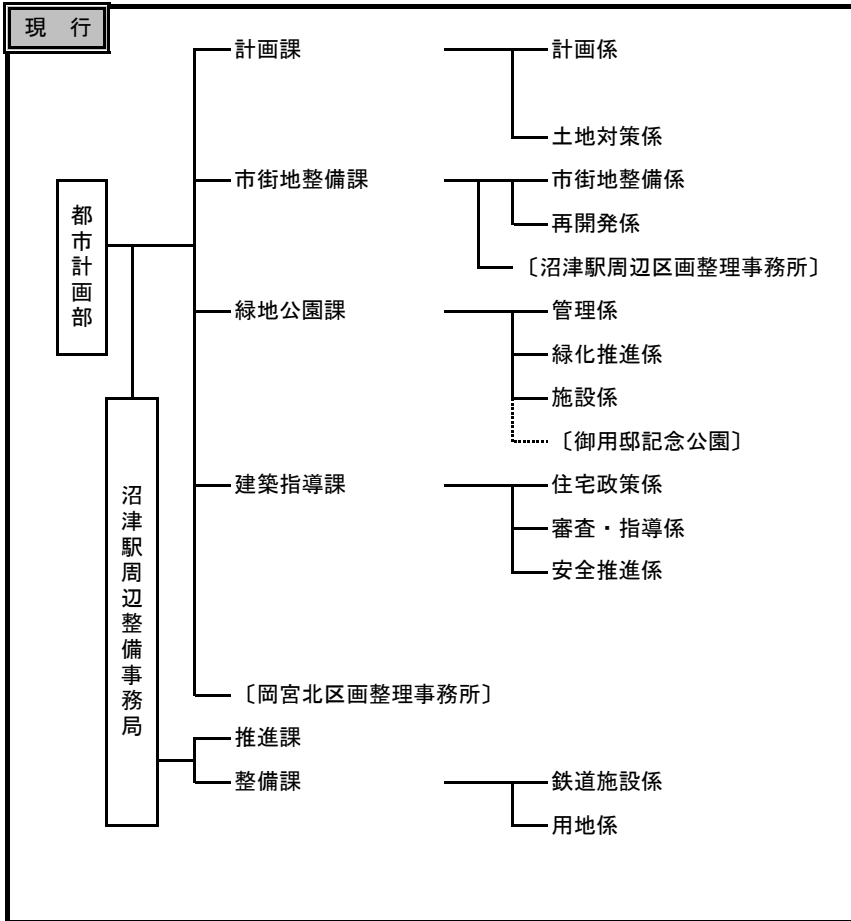 現　行
計画課
計画係
土地対策係
市街地整備課
市街地整備係
再開発係
〔沼津駅周辺区画整理事務所〕
都市計画部
緑地公園課
管理係
緑化推進係
施設係
〔御用邸記念公園〕
建築指導課
住宅政策係
審査・指導係
安全推進係
沼津駅周辺整備事務局
〔岡宮北区画整理事務所〕
推進課
整備課
鉄道施設係
用地係